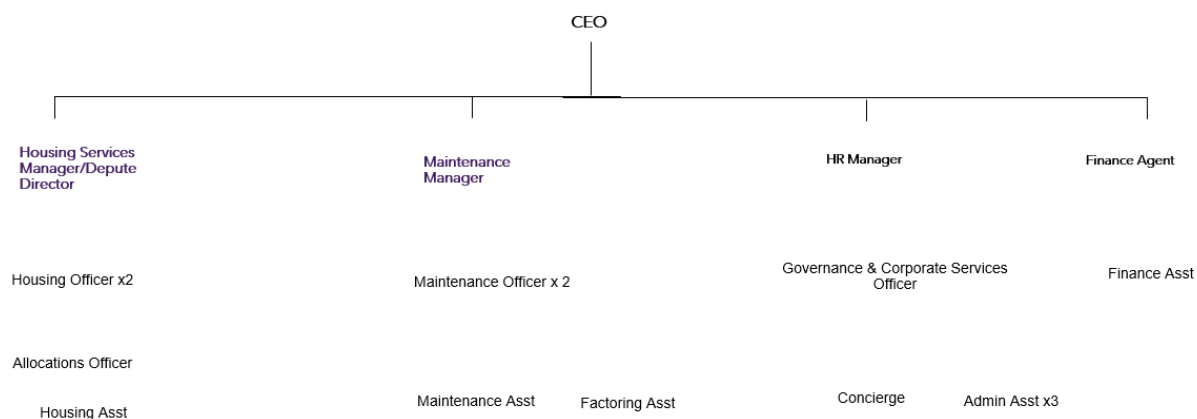 CEO
Housing Services
Manager/Depute
Director
Maintenance
Manager
HR Manager
Finance Agent
Housing Officer x2
Maintenance Officer x 2
Governance & Corporate Services
Officer
Finance Asst
Allocations Officer
Housing Asst
Maintenance Asst
Factoring Asst
Concierge
Admin Asst x3